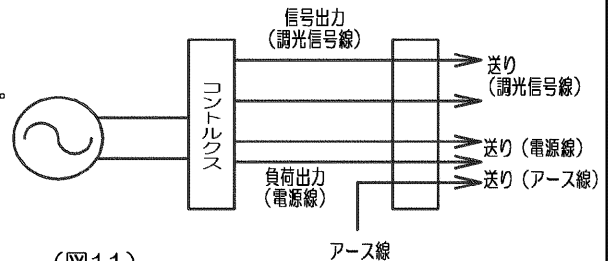 信号出力
（調光信号線）
送り
（調光信号線）
コントルクス
送り（電源線）
負荷出力
（電源線）
送り（アース線）
アース線
（図11）